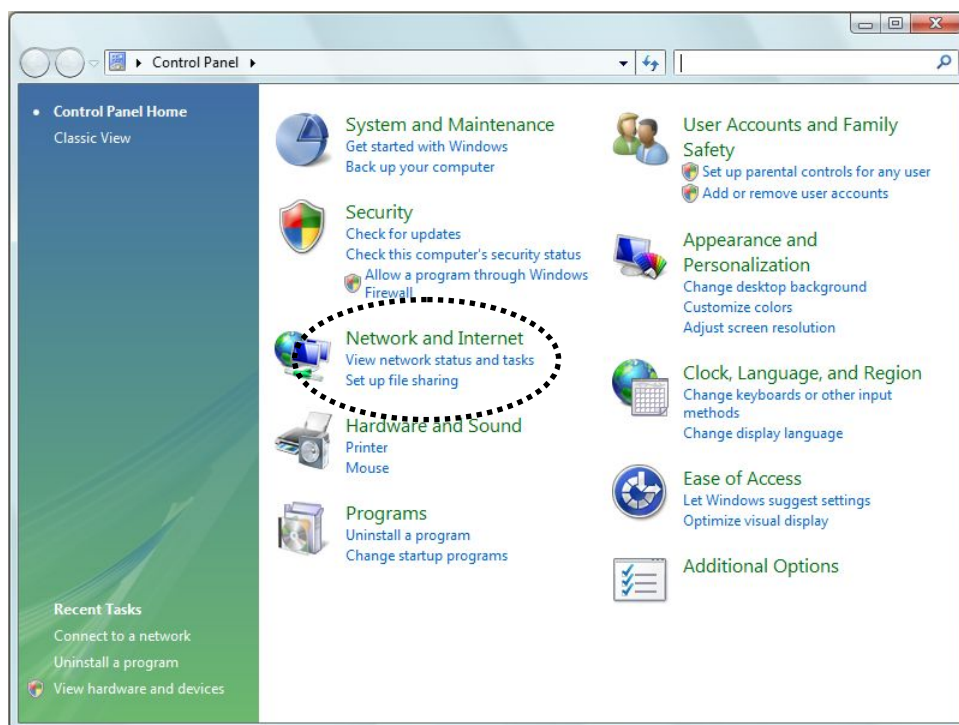 Control Panel
Control Panel Home
Classic View
System and Maintenance
Get started with Windows
Back up your computer
Security
Check for updates
Check this computer's security status
Allow a program through Windows
Firewall
Network and Internet
View network status and tasks
Set up file sharing
Hardware and Sound
Printer
Mouse
Programs
Uninstall a program
Change startup programs
User Accounts and Family
Safety
Set up parental controls for any user
Add or remove user accounts
Appearance and
Personalization
Change desktop background
Customize colors
Adjust screen resolution
Clock, Language, and Region
Change keyboards or other input
methods
Change display language
Ease of Access
Let Windows suggest settings
Optimize visual display
Additional Options
Recent Tasks
Connect to a network
Uninstall a program
View hardware and devices